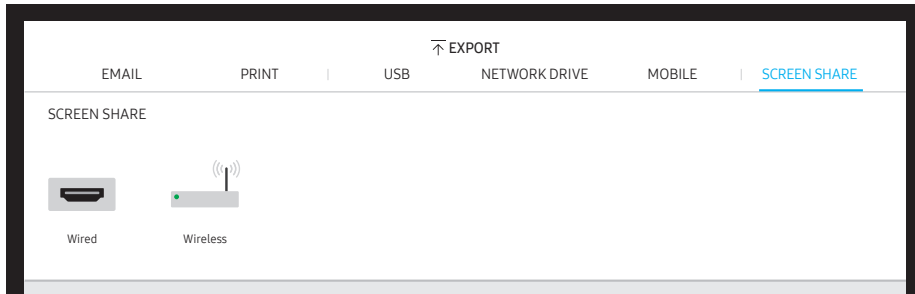 EXPORT
EMAIL PRINT USB NETWORK DRIVE MOBILE SCREEN SHARE
SCREEN SHARE
Wired Wireless